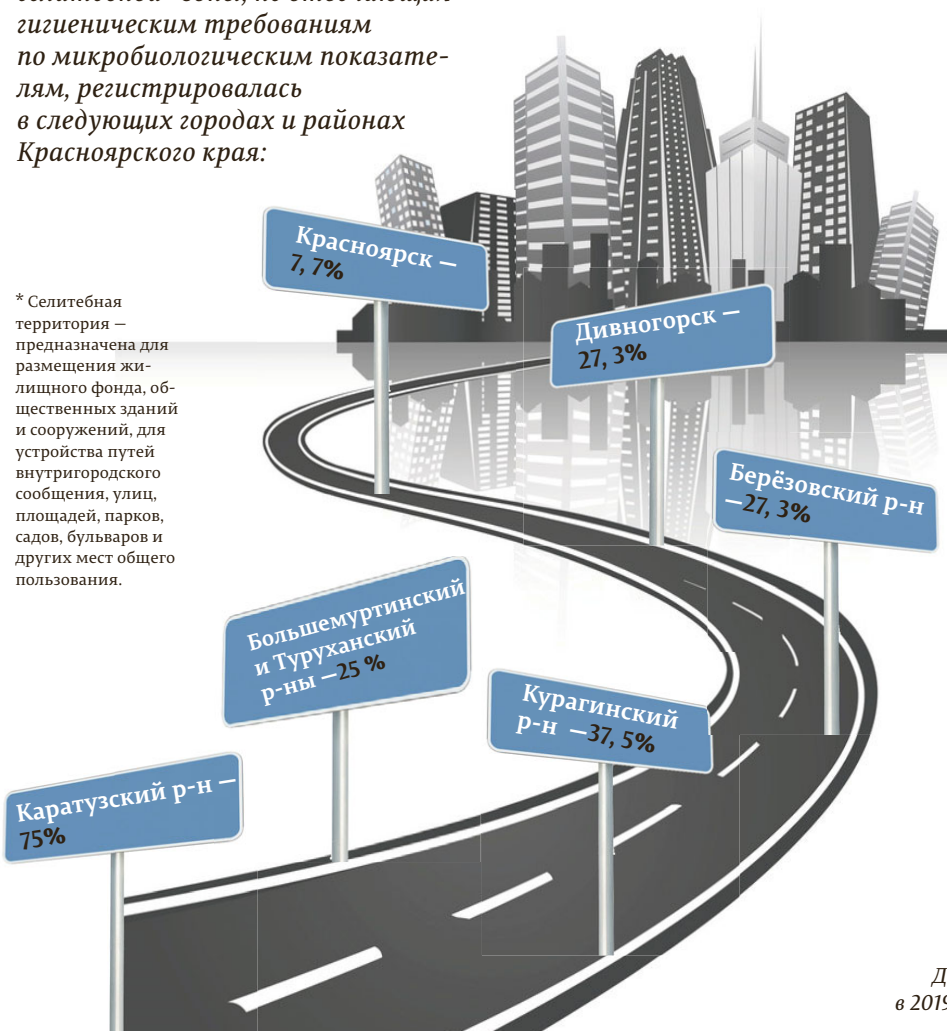 гигиеническим требованиям
по микробиологическим показате-
лям, регистрировалась
в следующих городах и районах
Красноярского края:
Красноярск –
7, 7%
* Селитебная
территория –
предназначена для
размещения жи-
лищного фонда, об-
щественных зданий
и сооружений, для
устройства путей
внутригородского
сообщения, улиц,
площадей, парков,
садов, бульваров и
других мест общего
пользования.
Дивногорск –
27, 3%
Берёзовский р-н
–27, 3%
Большемуртинский
и Туруханский
р-ны –25 %
Курагинский
р-н –37, 5%
Каратузский р-н –
75%
в 2019